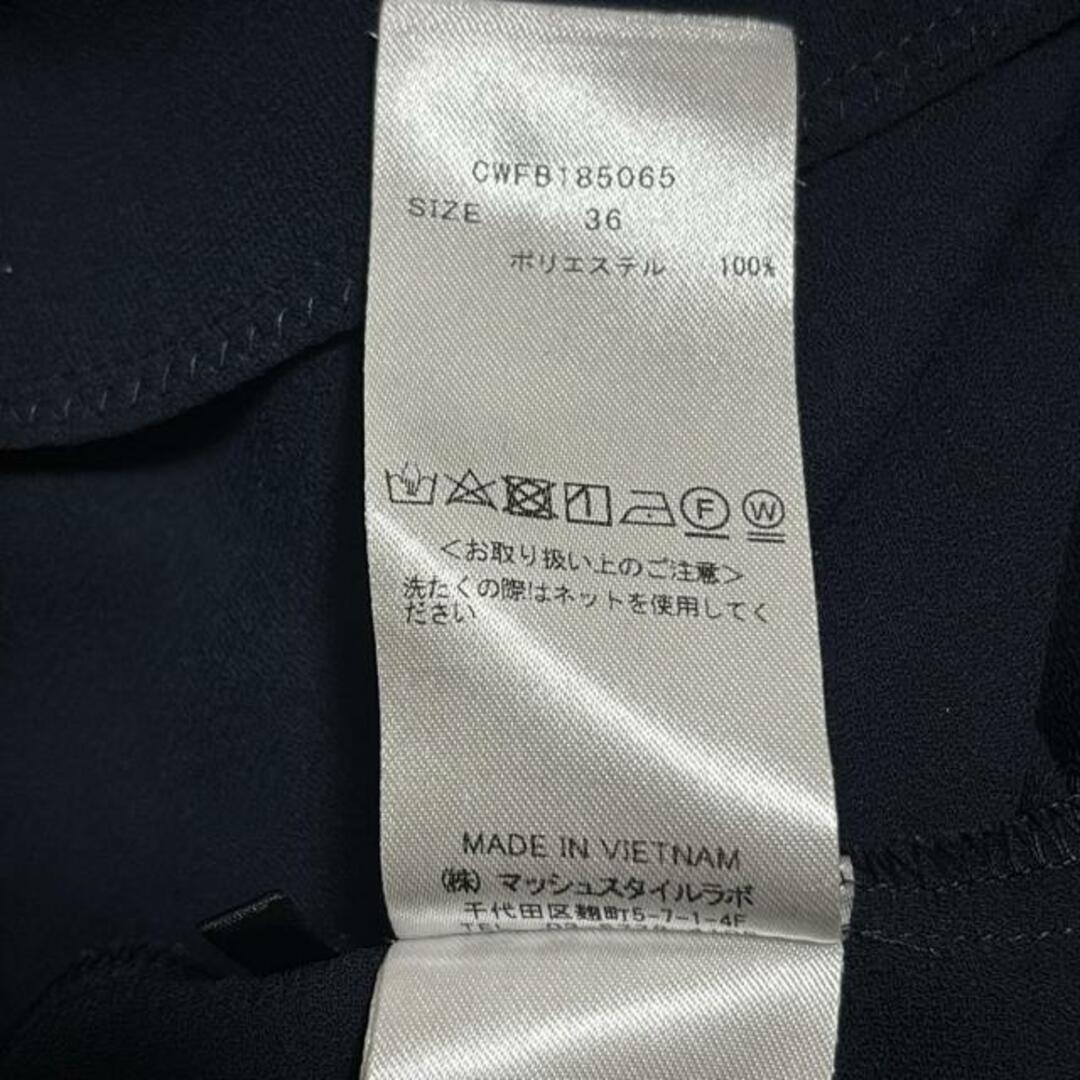 CWFB185065
SIZE 36
ポリエステル 100%
F W
<お取り扱い上のご注意>
洗たくの際はネットを使用してく
ださい
MADE IN VIETNAM
(株) マッシュスタイルラボ
千代田区麹町5-7-1-4F
TEL